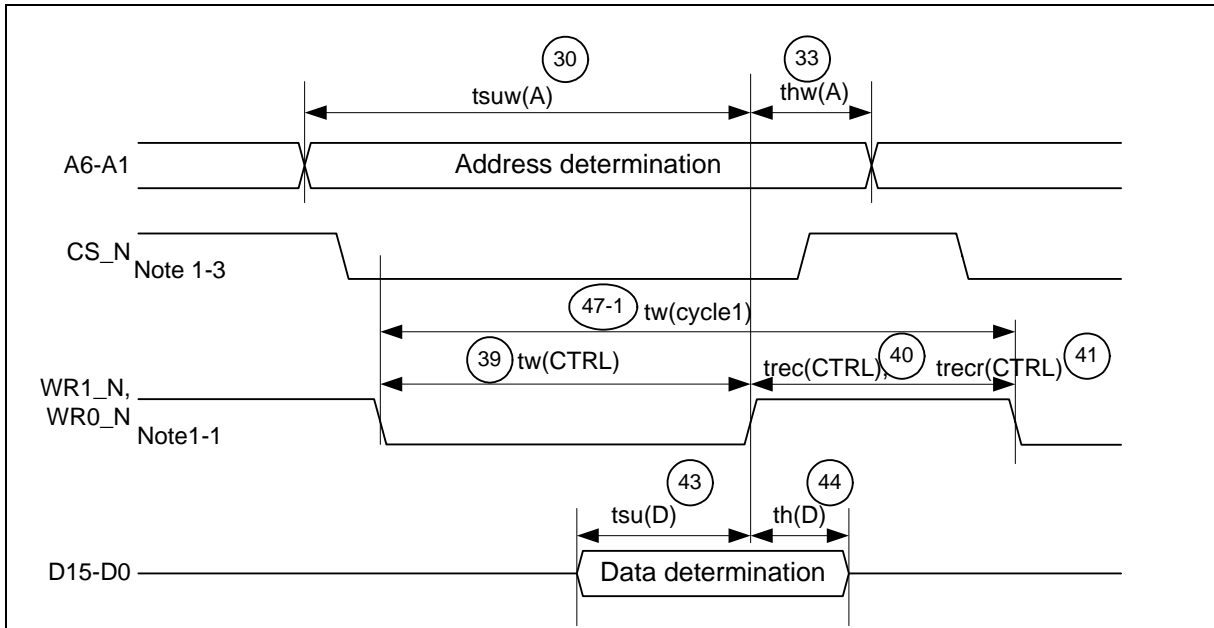 30
33
tsuw(A)
thw(A)
A6-A1
Address determination
CS_N
Note 1-3
47-1
tw(cycle1)
39
tw(CTRL)
trec(CTRL),
40
trecr(CTRL)
41
WR1_N,
WR0_N
Note1-1
43
44
tsu(D)
th(D)
D15-D0
Data determination